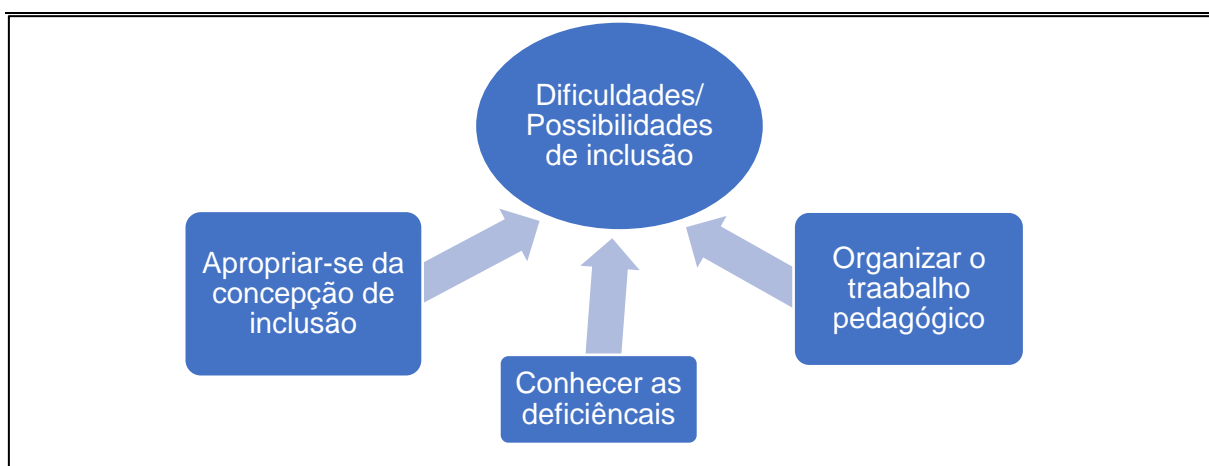 Dificuldades/
Possibilidades
de inclusão
Apropriar-se da
concepção de
inclusão
Conhecer as
deficiêncais
Organizar o
traabalho
pedagógico